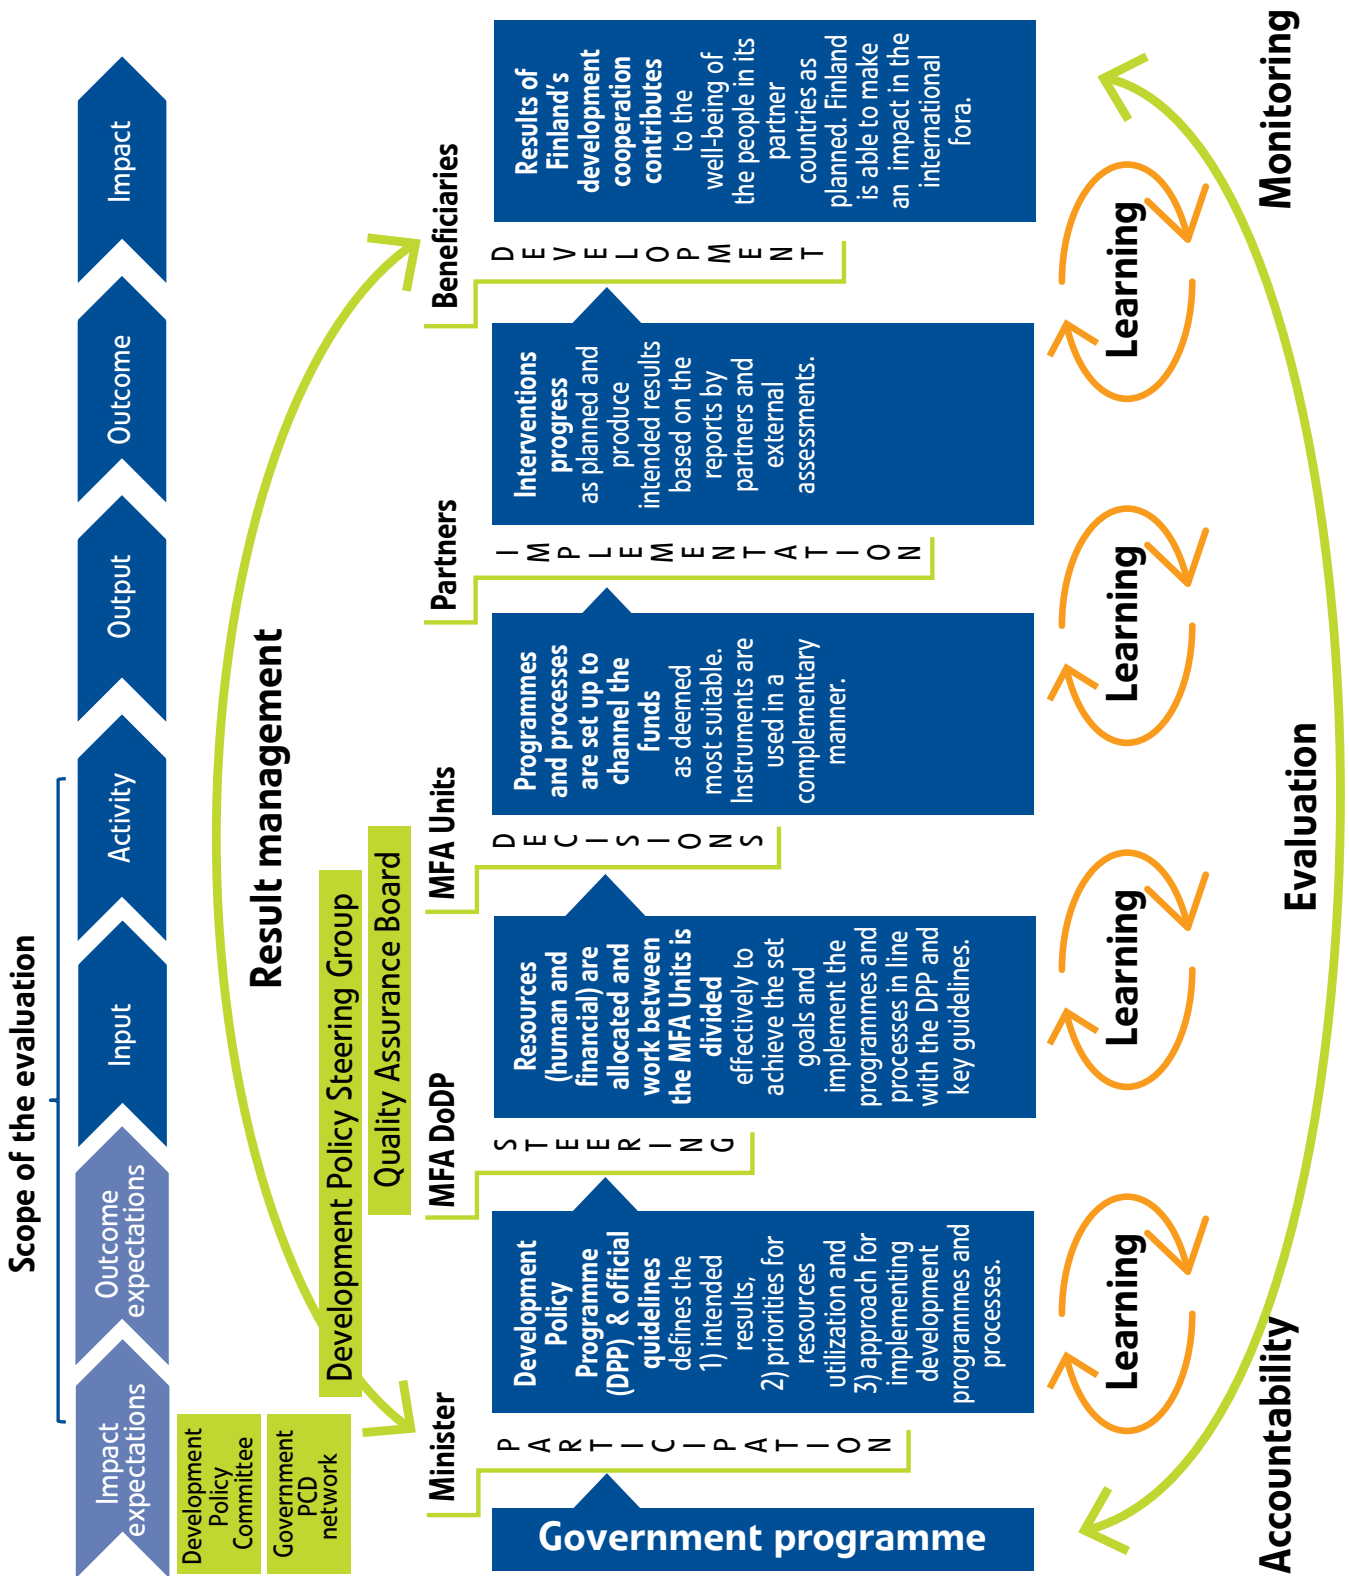 Scope of the evaluation
Impact
expectations
Outcome
expectations
Input
Activity
Output
Outcome
Impact
Development
Policy
Committee
Government
PCD
network
Result management
Development Policy Steering Group
Quality Assurance Board
Minister
MFA DoDP
MFA Units
Partners
Beneficiaries
Government programme
PARTICIPATION
Development
Policy
Programme
(DPP) & official
quidelines
defines the
1) intended
results,
2) priorities for
resources
utilization and
3) approach for
implementing
development
programmes and
processes.
STEERING
Resources
(human and
financial) are
allocated and
work between
the MFA Units is
divided
effectively to
achieve the set
goals and
implement the
programmes and
processes in line
with the DPP and
key guidelines.
DECISIONS
Programmes
and processes
are set up to
channel the
funds
as deemed
most suitable.
Instruments are
used in a
complementary
manner.
IMPLEMENTATION
Interventions
progress
as planned and
produce
intended results
based on the
reports by
partners and
external
assessments.
DEVELOPMENT
Results of
Finland's
development
cooperation
contributes
to the
well-being of
the people in its
partner
countries as
planned. Finland
is able to make
an impact in the
international
fora.
Learning
Learning
Learning
Learning
Accountability
Evaluation
Monitoring